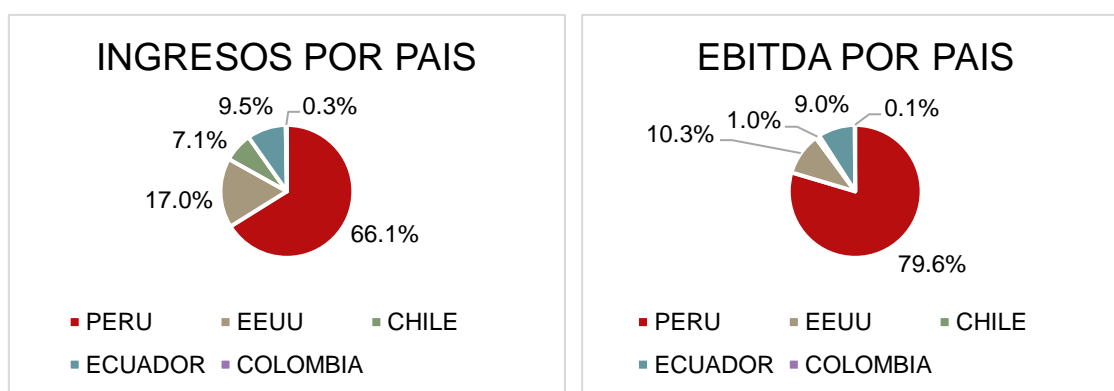 INGRESOS POR PAIS
9.5%
0.3%
7.1%
17.0%
66.1%
PERU
EEUU
CHILE
ECUADOR
COLOMBIA
EBITDA POR PAIS
9.0%
0.1%
1.0%
10.3%
79.6%
PERU
EEUU
CHILE
ECUADOR
COLOMBIA